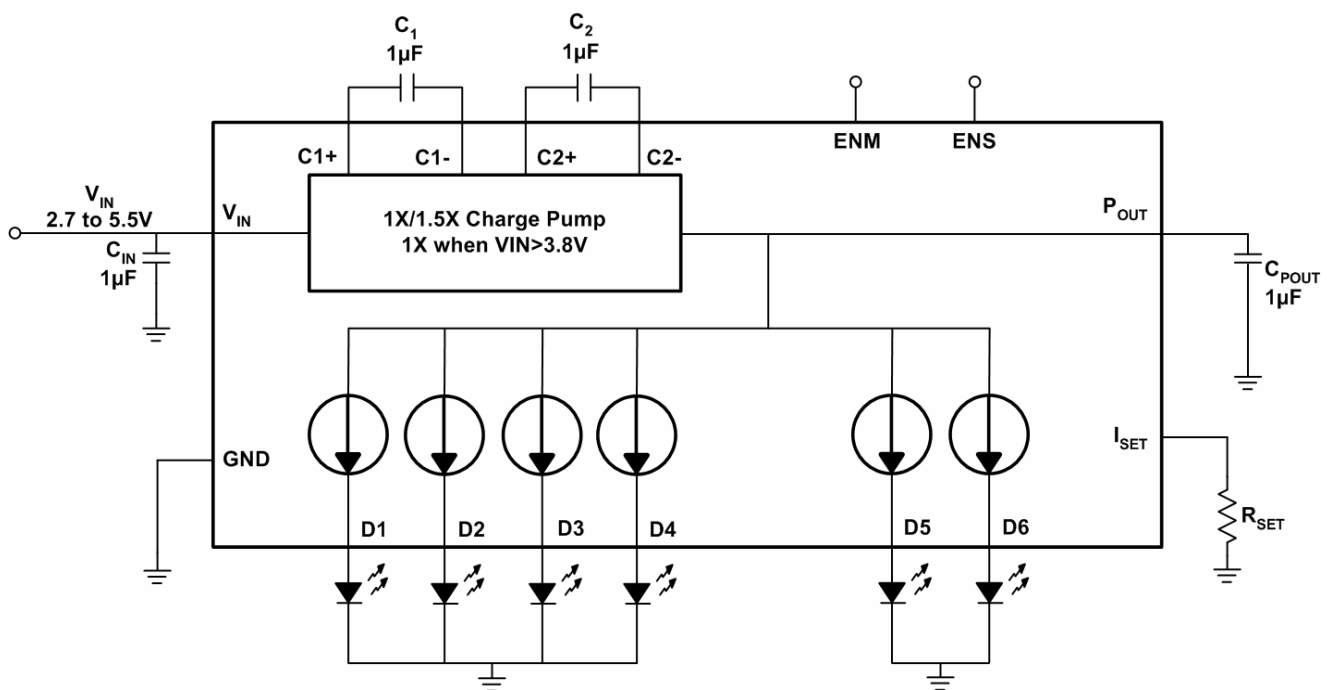 C1
1µF
C2
1µF
ENM
ENS
C1+
C1-
C2+
C2-
VIN
2.7 to 5.5V
VIN
1X/1.5X Charge Pump
1X when VIN>3.8V
POUT
CIN
1µF
CPOUT
1µF
GND
ISET
RSET
D1
D2
D3
D4
D5
D6